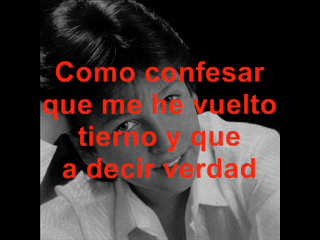 Como confesar
que me he vuelto
tierno y que
a decir verdad